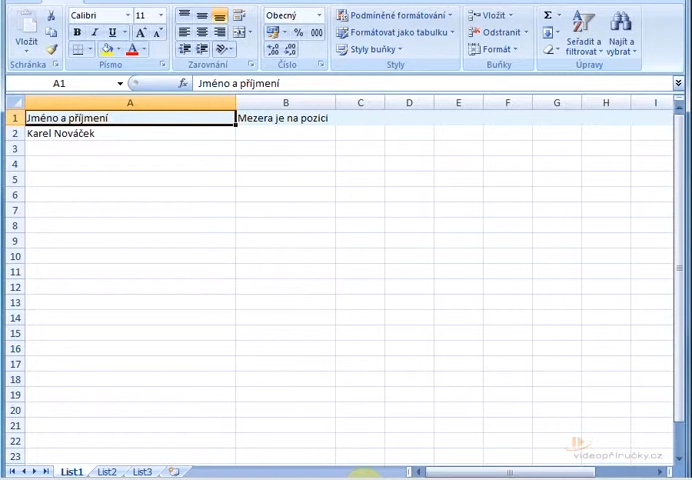 Calibri 11
Obecný
Podmíněné formátování
Vložit
Vložit
Formátovat jako tabulku
Odstranit
Seřadit a filtrovat
Najít a vybrat
Styly buňky
Formát
Schránka
Písmo
Zarovnání
Číslo
Styly
Buňky
Úpravy
A1
fx
Jméno a příjmení
A B C D E F G H I
1 Jméno a příjmení Mezera je na pozici
2 Karel Nováček
3
4
5
6
7
8
9
10
11
12
13
14
15
16
17
18
19
20
21
22
23
videopříručky.cz
List1 List2 List3